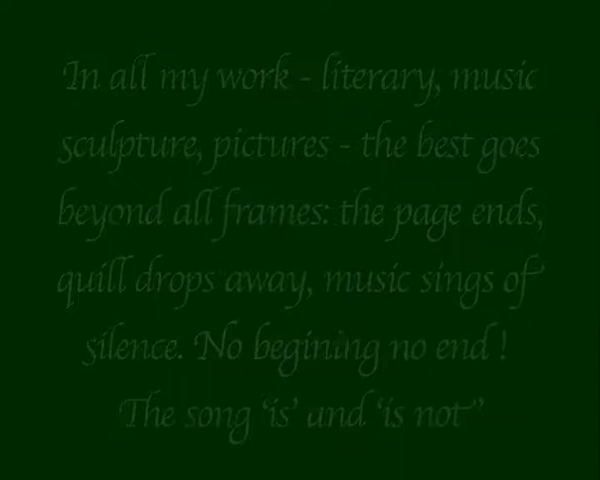 In all my work - literary, music
sculpture, pictures - the best goes
beyond all frames: the page ends,
quill drops away, music sings of
silence. No begining no end !
The song ‘is’ and ‘is not’’